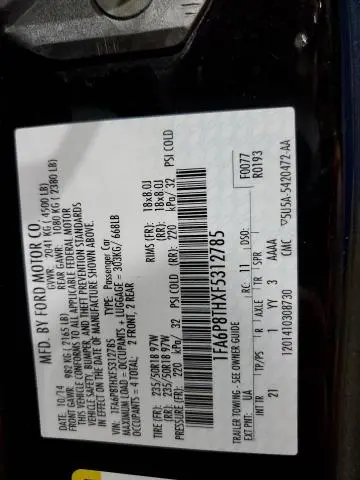 MFD. BY FORD MOTOR CO.
10/14 GVWR: 2041 KG ( 4500 LB)
FRONT GAWR: 982 KG (2165LB) REAR GAWR: 1080 KG ( 2380 LB)
THIS VEHICLE CONFORMS TO ALL APPLICABLE FEDERAL MOTOR
VEHICLE SAFETY, BUMPER, AND THEFT PREVENTION STANDARDS
IN EFFECT ON THE DATE OF MANUFACTURE SHOWN ABOVE.
VIN: 1FA6P8THXF5312785 TYPE: Passenger Car
MAXIMUM LOAD = OCCUPANTS + LUGGAGE = 303KG/ 668LB
OCCUPANTS = 4 TOTAL: 2 FRONT, 2 REAR
TIRE (FR): 235/50R18 97W RIMS (FR): 18x8.0J
(RR): 235/50R18 97W (RR): 18x8.0J
PRESSURE (FR): 220 kPa/ 32 PSI COLD (RR): 220 kPa/ 32 PSI COLD
1FA6P8THXF5312785
TRAILER TOWING - SEE OWNER GUIDE F0077
EXT PNT: UA RC: 11 DSO: R0193
INT TR TP/PS R AXLE TR SPR
21 1 YY 3 AAAA
12014103087​30 CMC 5U5A-5420472-AA